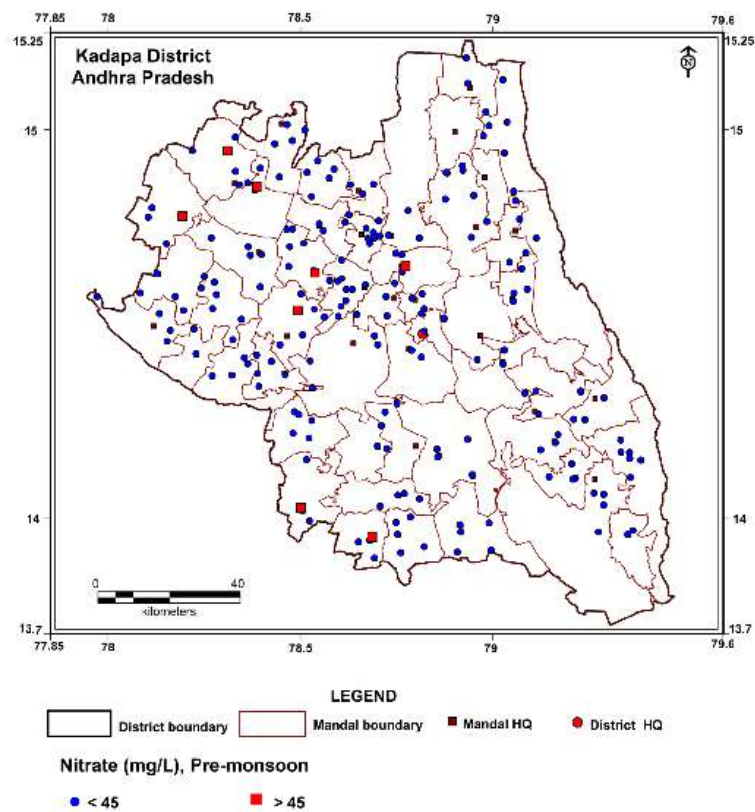 77.85 78 78.5 79 79.6
15.25 15.25
Kadapa District
Andhra Pradesh
N
15 15
14 14
0 40
kilometers
13.7 13.7
77.85 78 78.5 79 79.6
LEGEND
District boundary Mandal boundary Mandal HQ District HQ
Nitrate (mg/L), Pre-monsoon
< 45 > 45